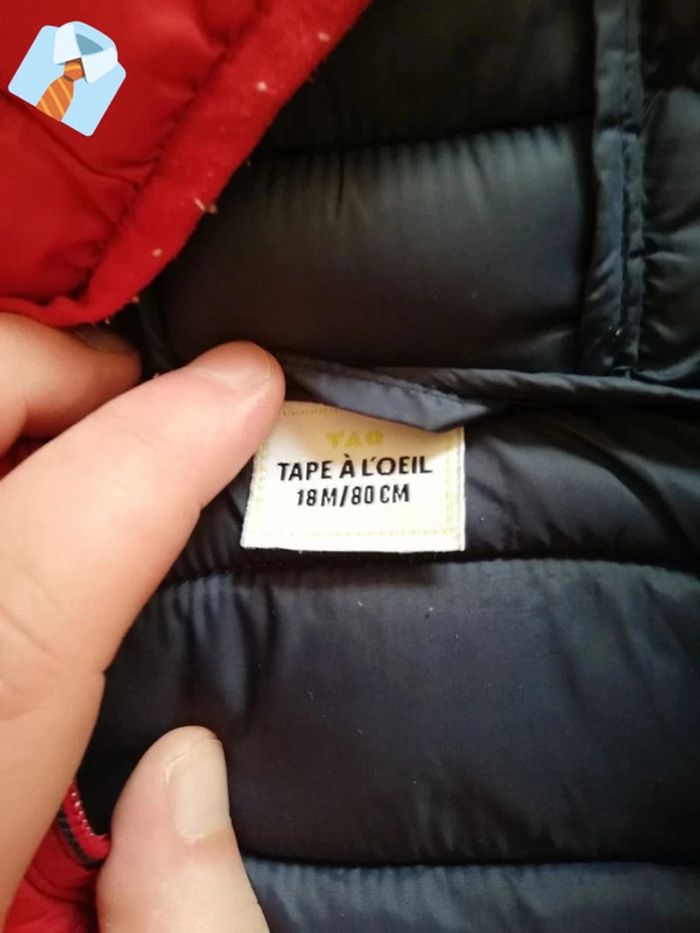 TAO
TAPE À L'OEIL
18M/80CM